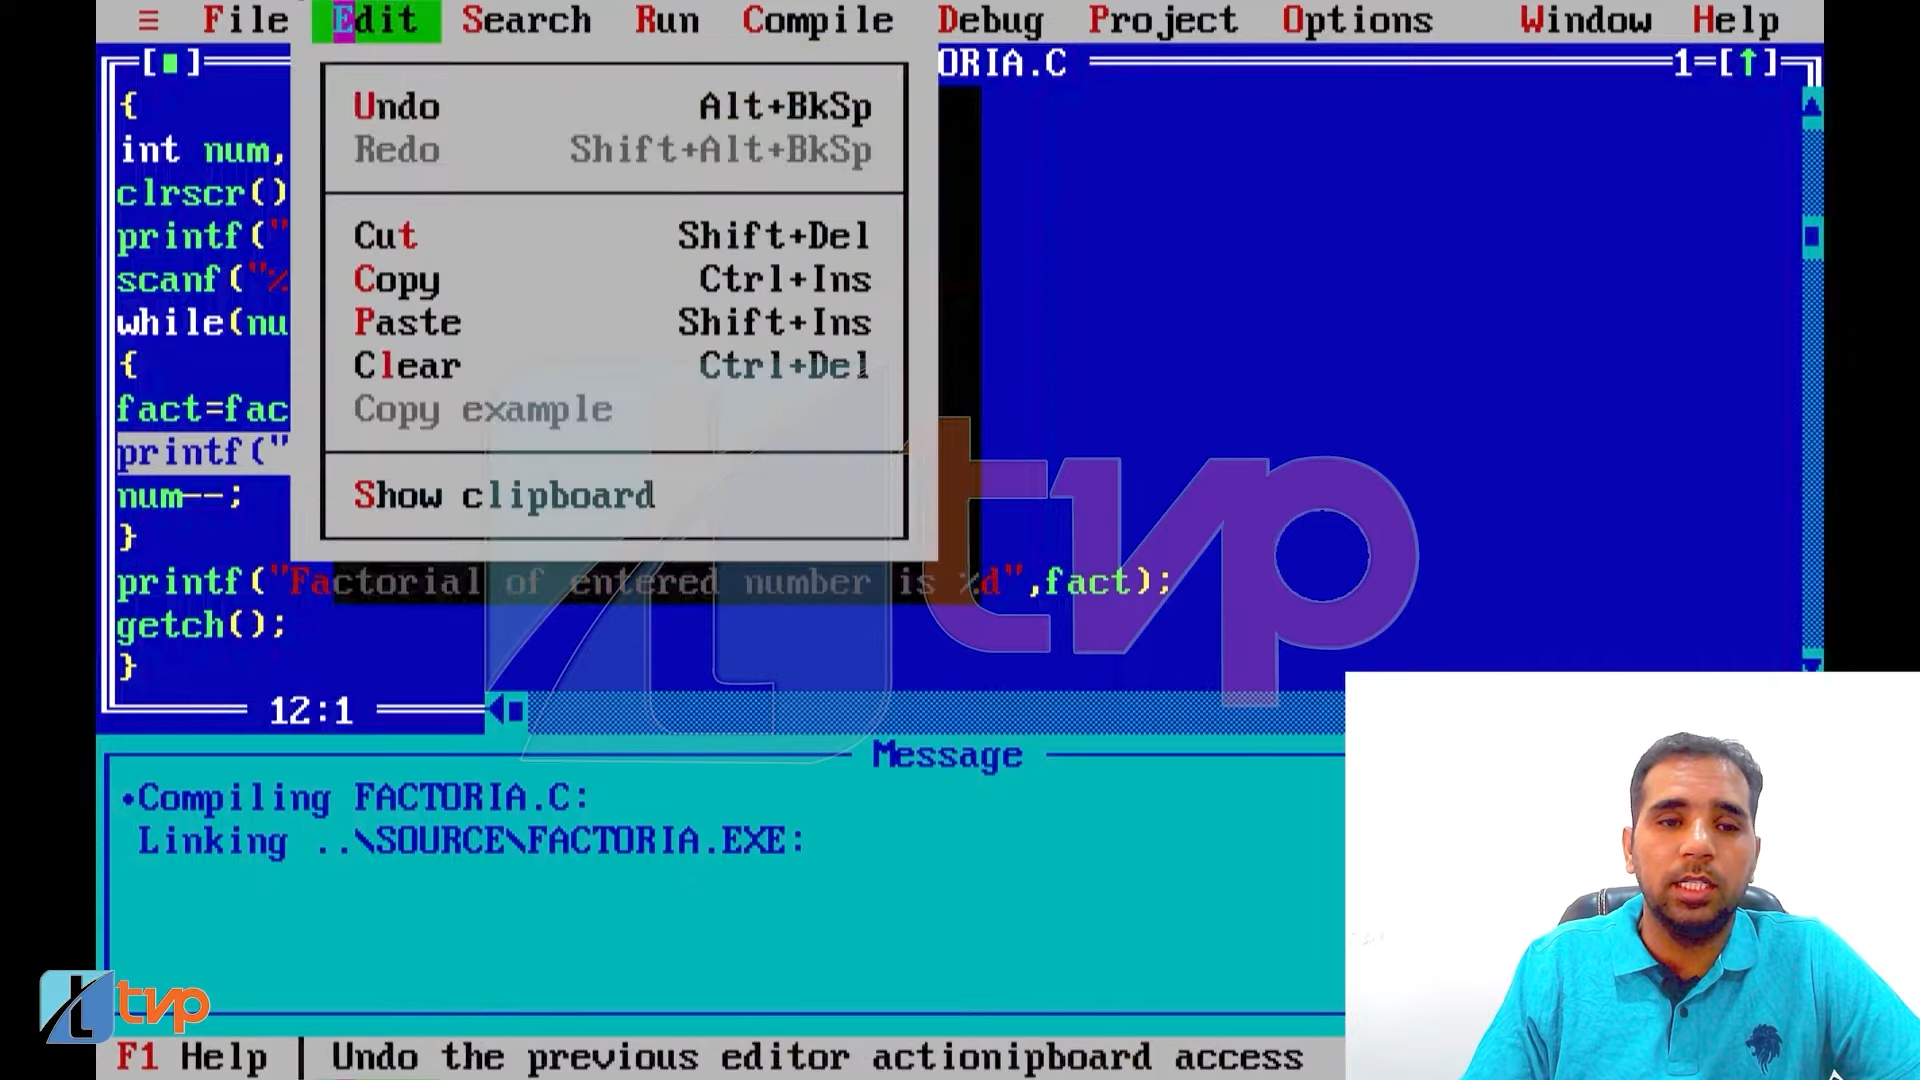 ≡ File Edit Search Run Compile Debug Project Options Window Help
[■] ORIA.C 1=[↑]
{
int num,
clrscr()
printf("
scanf("%
while(nu
{
fact=fac
printf("
num--;
}
printf("Factorial of entered number is %d",fact);
getch();
}
12:1
Undo Alt+BkSp
Redo Shift+Alt+BkSp
Cut Shift+Del
Copy Ctrl+Ins
Paste Shift+Ins
Clear Ctrl+Del
Copy example
Show clipboard
tvp
Message
•Compiling FACTORIA.C:
Linking ..\SOURCE\FACTORIA.EXE:
tvp
F1 Help | Undo the previous editor actionipboard access